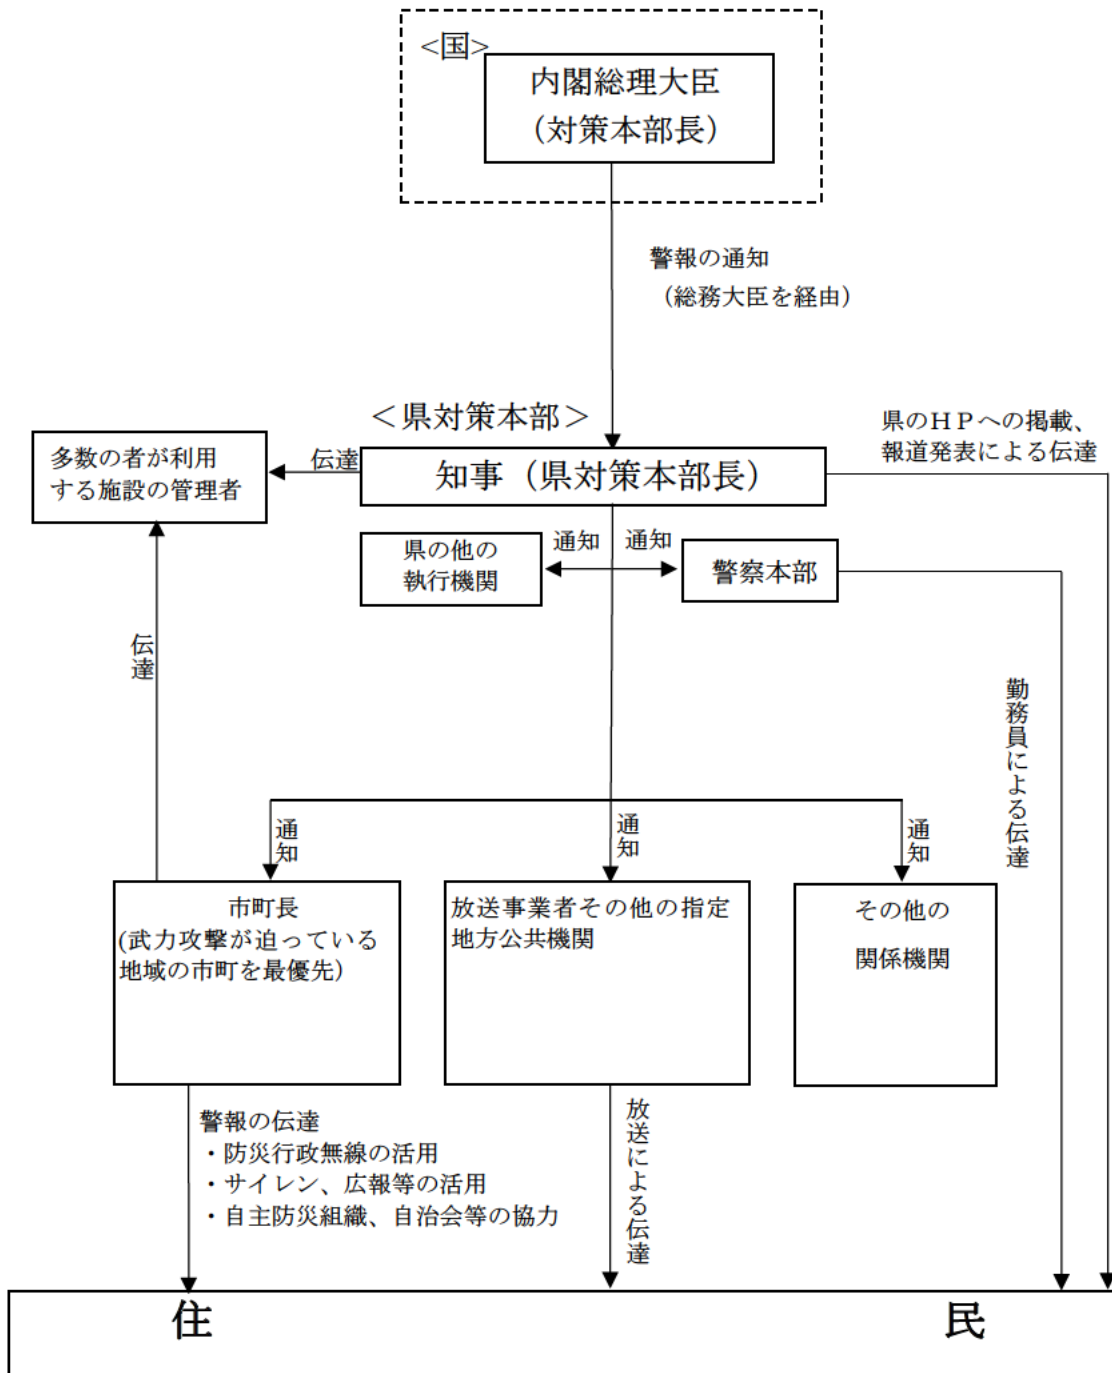 <国>
内閣総理大臣
（対策本部長）
警報の通知
（総務大臣を経由）
＜県対策本部＞
県のＨＰへの掲載、
報道発表による伝達
多数の者が利用
する施設の管理者
伝達
知事（県対策本部長）
県の他の
執行機関
通知
通知
警察本部
伝達
勤務員による伝達
通知
通知
通知
市町長
(武力攻撃が迫っている
地域の市町を最優先）
放送事業者その他の指定
地方公共機関
その他の
関係機関
警報の伝達
・防災行政無線の活用
・サイレン、広報等の活用
・自主防災組織、自治会等の協力
放送による伝達
住民